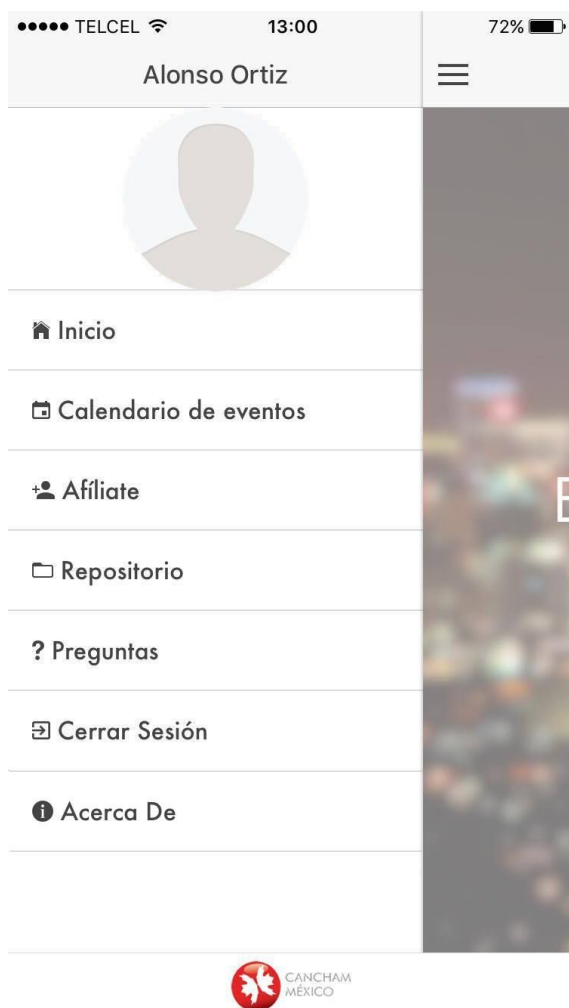 TELCEL 13:00 72%
Alonso Ortiz
Inicio
Calendario de eventos
Afíliate
Repositorio
? Preguntas
Cerrar Sesión
Acerca De
CANCHAM
MÉXICO